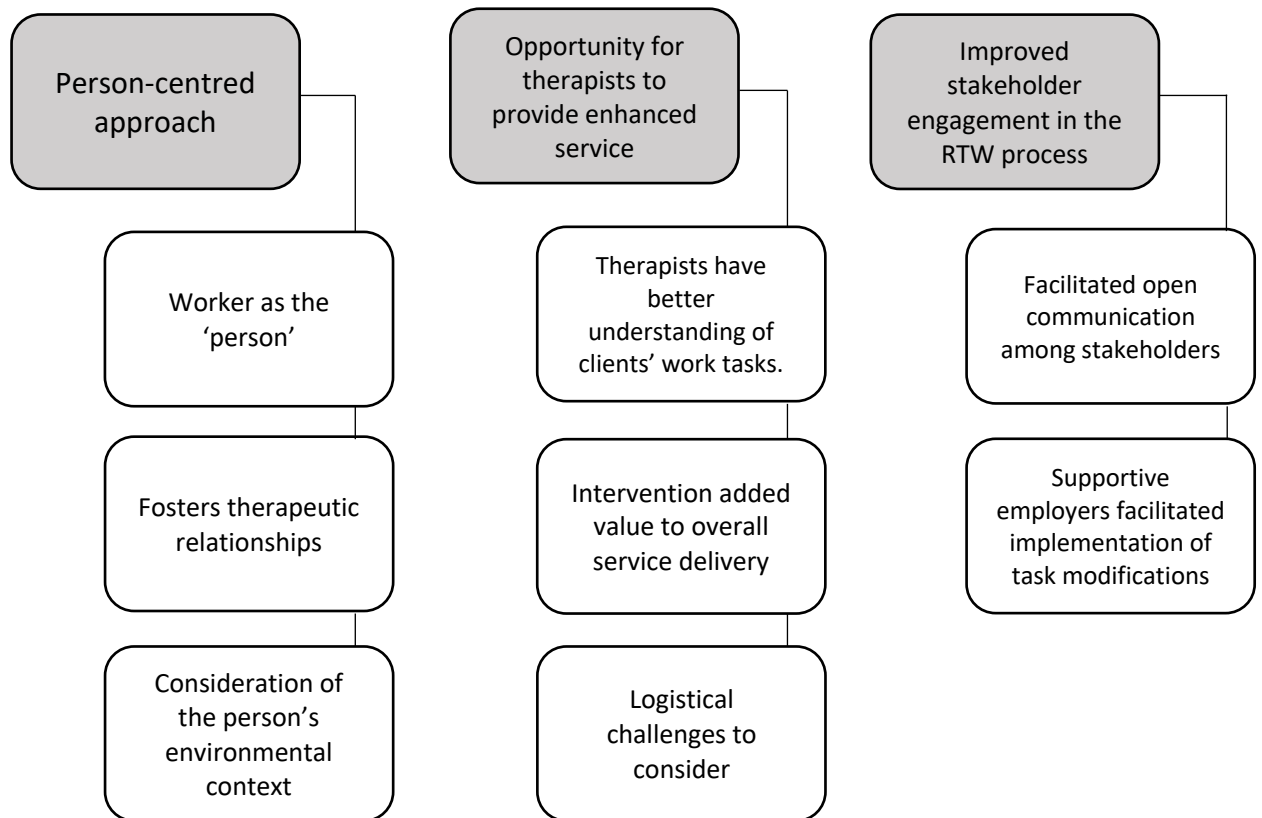 Person-centred
approach
Worker as the
‘person’
Fosters therapeutic
relationships
Consideration of
the person’s
environmental
context
Opportunity for
therapists to
provide enhanced
service
Therapists have
better
understanding of
clients’ work tasks.
Intervention added
value to overall
service delivery
Logistical
challenges to
consider
Improved
stakeholder
engagement in the
RTW process
Facilitated open
communication
among stakeholders
Supportive
employers facilitated
implementation of
task modifications